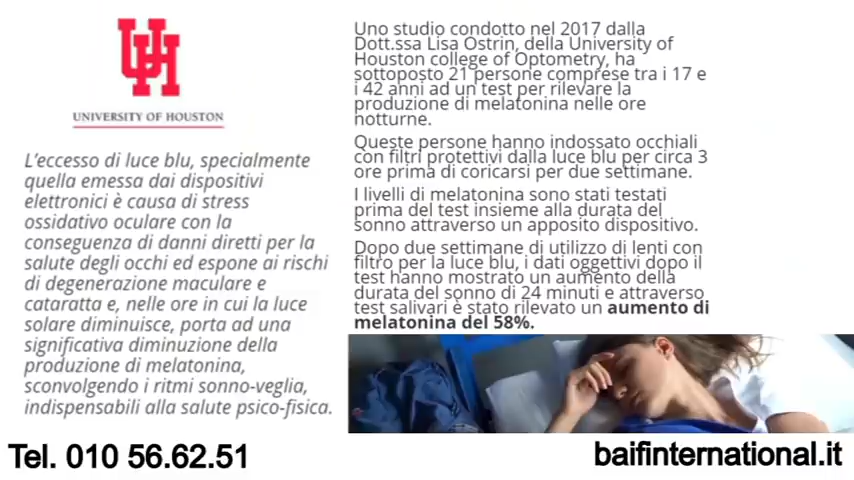 UNIVERSITY OF HOUSTON
L'eccesso di luce blu, specialmente
quella emessa dai dispositivi
elettronici è causa di stress
ossidativo oculare con la
conseguenza di danni diretti per la
salute degli occhi ed espone ai rischi
di degenerazione maculare e
cataratta e, nelle ore in cui la luce
solare diminuisce, porta ad una
significativa diminuzione della
produzione di melatonina,
sconvolgendo i ritmi sonno-veglia,
indispensabili alla salute psico-fisica.
Uno studio condotto nel 2017 dalla
Dott.ssa Lisa Ostrin, della University of
Houston college of Optometry, ha
sottoposto 21 persone comprese tra i 17 e
i 42 anni ad un test per rilevare la
produzione di melatonina nelle ore
notturne.
Queste persone hanno indossato occhiali
con filtri protettivi dalla luce blu per circa 3
ore prima di coricarsi per due settimane.
I livelli di melatonina sono stati testati
prima del test insieme alla durata del
sonno attraverso un apposito dispositivo.
Dopo due settimane di utilizzo di lenti con
filtro per la luce blu, i dati oggettivi dopo il
test hanno mostrato un aumento della
durata del sonno di 24 minuti e attraverso
test salivari è stato rilevato un aumento di
melatonina del 58%.
Tel. 010 56.62.51
baifinternational.it